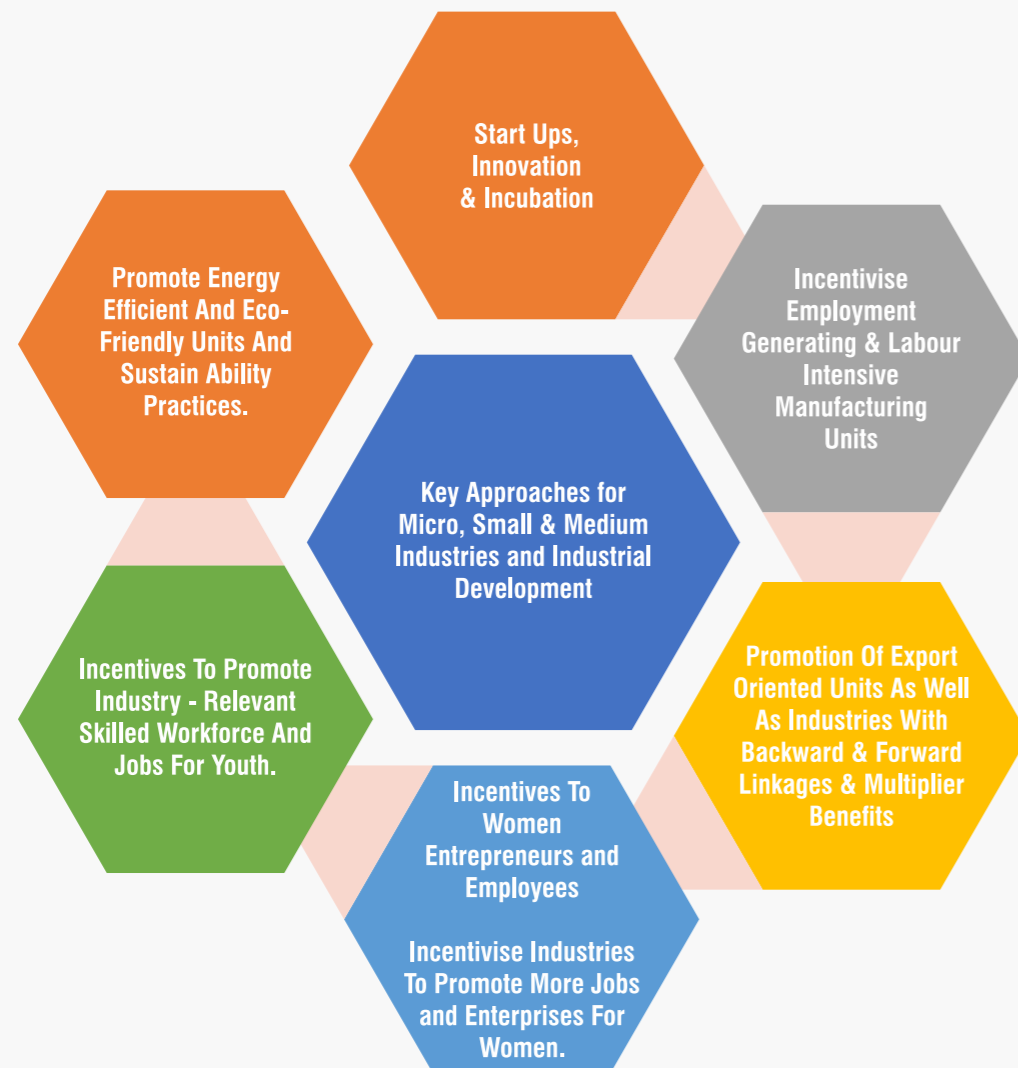 Start Ups,
Innovation
& Incubation
Promote Energy
Efficient And Eco-
Friendly Units And
Sustain Ability
Practices.
Incentivise
Employment
Generating & Labour
Intensive
Manufacturing
Units
Key Approaches for
Micro, Small & Medium
Industries and Industrial
Development
Incentives To Promote
Industry - Relevant
Skilled Workforce And
Jobs For Youth.
Promotion Of Export
Oriented Units As Well
As Industries With
Backward & Forward
Linkages & Multiplier
Benefits
Incentives To
Women
Entrepreneurs and
Employees
Incentivise Industries
To Promote More Jobs
and Enterprises For
Women.